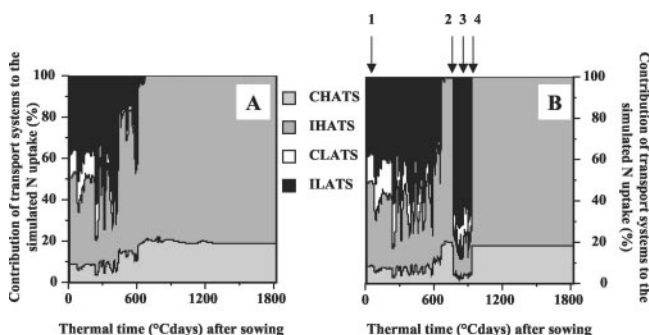 1 2 3 4
Contribution of transport systems to the
simulated N uptake (%)
100
80
60
40
20
0
A
0 600 1200 1800
Thermal time (°Cdays) after sowing
CHATS
IHATS
CLATS
ILATS
B
100
80
60
40
20
0
Contribution of transport systems to the
simulated N uptake (%)
0 600 1200 1800
Thermal time (°Cdays) after sowing